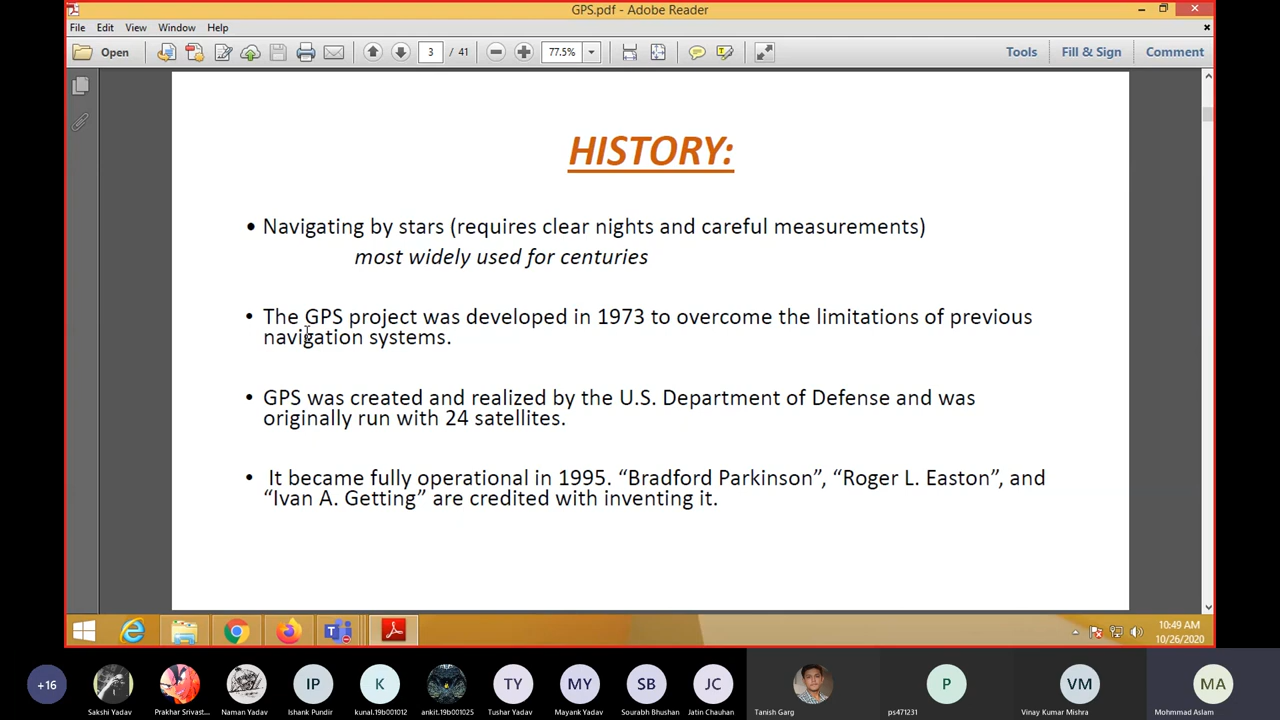 GPS.pdf - Adobe Reader
File Edit View Window Help
Open 3 / 41 77.5% Tools Fill & Sign Comment
HISTORY:
• Navigating by stars (requires clear nights and careful measurements)
most widely used for centuries
• The GPS project was developed in 1973 to overcome the limitations of previous
navigation systems.
• GPS was created and realized by the U.S. Department of Defense and was
originally run with 24 satellites.
• It became fully operational in 1995. “Bradford Parkinson”, “Roger L. Easton”, and
“Ivan A. Getting” are credited with inventing it.
10:49 AM
10/26/2020
+16 IP K TY MY SB JC P VM MA
Sakshi Yadav Prakhar Srivast... Naman Yadav Ishank Pundir kunal.19b001012 ankit.19b001025 Tushar Yadav Mayank Yadav Sourabh Bhushan Jatin Chauhan Tanish Garg ps471231 Vinay Kumar Mishra Mohmmad Aslam